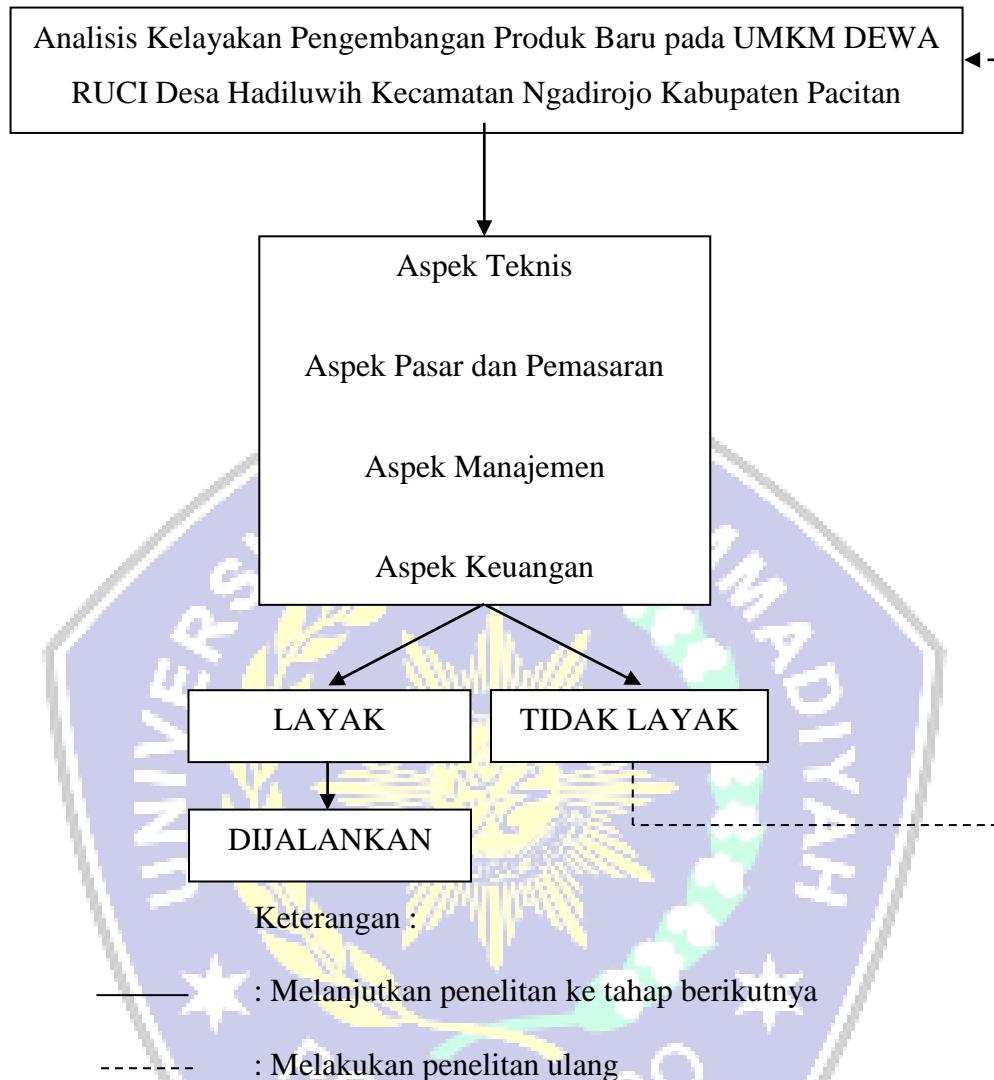 Analisis Kelayakan Pengembangan Produk Baru pada UMKM DEWA
RUCI Desa Hadiluwih Kecamatan Ngadirojo Kabupaten Pacitan
Aspek Teknis
Aspek Pasar dan Pemasaran
Aspek Manajemen
Aspek Keuangan
LAYAK
TIDAK LAYAK
DIJALANKAN
Keterangan :
: Melanjutkan penelitan ke tahap berikutnya
: Melakukan penelitan ulang